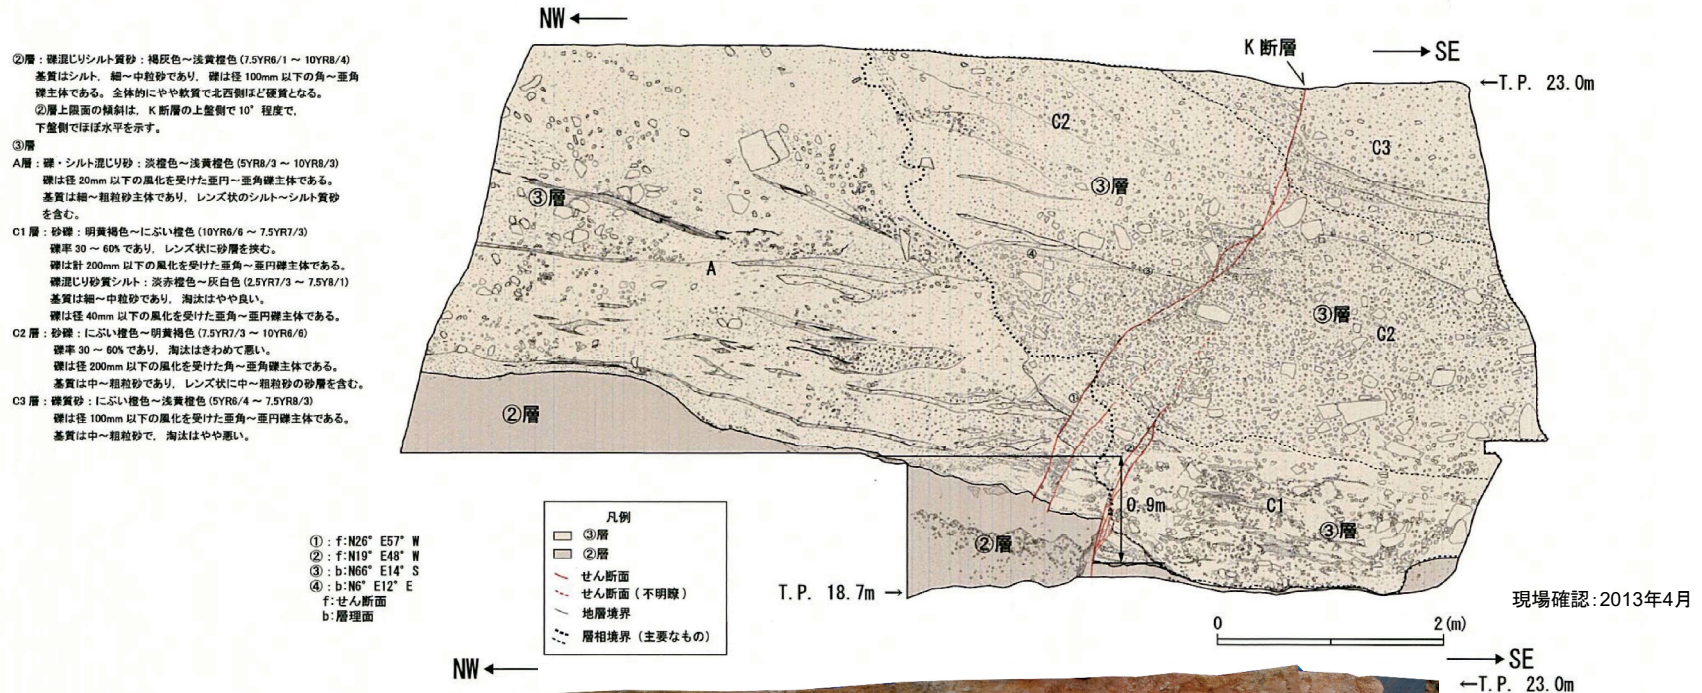 NW ←
K 断層
→ SE
←T.P. 23.0m
②層：礫混じりシルト質砂：褐灰色～浅黄橙色 (7.5YR6/1 ～ 10YR8/4)
基質はシルト，細～中粒砂であり，礫は径 100mm 以下の角～亜角
礫主体である。全体的にやや軟質で北西側ほど硬質となる。
②層上限面の傾斜は，K 断層の上盤側で 10° 程度で，
下盤側でほぼ水平を示す。
③層
A層：礫・シルト混じり砂：淡橙色～浅黄橙色 (5YR8/3 ～ 10YR8/3)
礫は径 20mm 以下の風化を受けた亜円～亜角礫主体である。
基質は細～粗粒砂主体であり，レンズ状のシルト～シルト質砂
を含む。
C1 層：砂礫：明黄褐色～にぶい橙色 (10YR6/6 ～ 7.5YR7/3)
礫率 30 ～ 60% であり，レンズ状に砂層を挟む。
礫は計 200mm 以下の風化を受けた亜角～亜円礫主体である。
礫混じり砂質シルト：淡赤橙色～灰白色 (2.5YR7/3 ～ 7.5Y8/1)
基質は細～中粒砂であり，淘汰はやや良い。
礫は径 40mm 以下の風化を受けた亜角～亜円礫主体である。
C2 層：砂礫：にぶい橙色～明黄褐色 (7.5YR7/3 ～ 10YR6/6)
礫率 30 ～ 60% であり，淘汰はきわめて悪い。
礫は径 200mm 以下の風化を受けた角～亜角礫主体である。
基質は中～粗粒砂であり，レンズ状に中～粗粒砂の砂層を含む。
C3 層：礫質砂：にぶい橙色～浅黄橙色 (5YR6/4 ～ 7.5YR8/3)
礫は径 100mm 以下の風化を受けた亜角～亜円礫主体である。
基質は中～粗粒砂で，淘汰はやや悪い。
C2
C3
③層
③層
④
③
A
③層
C2
①
②層
0.9m
C1
③層
②層
T.P. 18.7m →
①：f:N26° E57° W
②：f:N19° E48° W
③：b:N66° E14° S
④：b:N6° E12° E
f:せん断面
b:層理面
凡例
③層
②層
せん断面
せん断面（不明瞭）
地層境界
層相境界（主要なもの）
現場確認：2013年4月
0 2(m)
NW ←
→ SE
←T.P. 23.0m